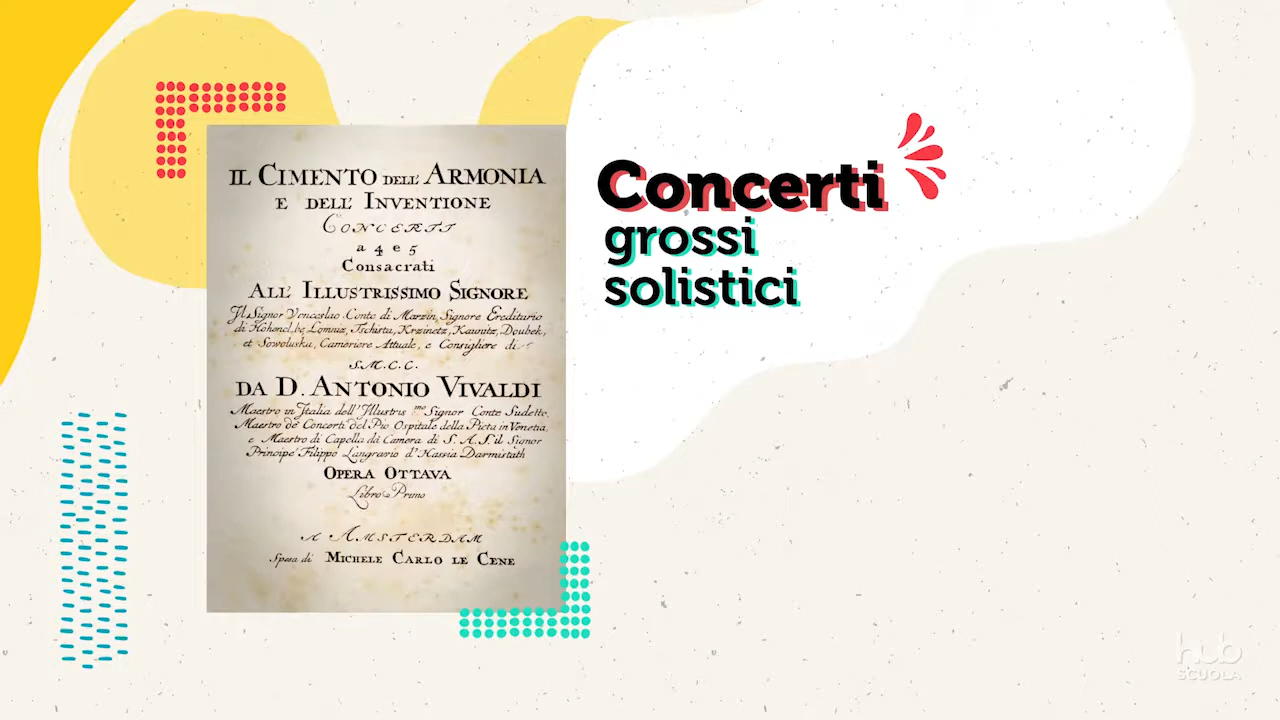 IL CIMENTO DELL' ARMONIA
E DELL' INVENTIONE
CONCERTI
a 4 e 5
Consacrati
ALL' ILLUSTRISSIMO SIGNORE
Il Signor Venceslao Conte di Marzin, Signore Ereditario
di Hohenelbe, Lomniz, Tschista, Krzinetz, Kaunitz, Doubek,
et Sowoluska, Cameriere Attuale, e Consigliere di
S.M.C.C.
DA D. ANTONIO VIVALDI
Maestro in Italia dell' Illustris.mo Signor Conte Sudetto,
Maestro de' Concerti del Pio Ospitale della Pieta in Venetia,
e Maestro di Capella dà Camera di S. A. S. il Signor
Principe Filippo Langravio d' Hassia Darmistath
OPERA OTTAVA
Libro Primo
A AMSTERDAM
Spesa di MICHELE CARLO LE CENE
Concerti
grossi
solistici
hub
SCUOLA